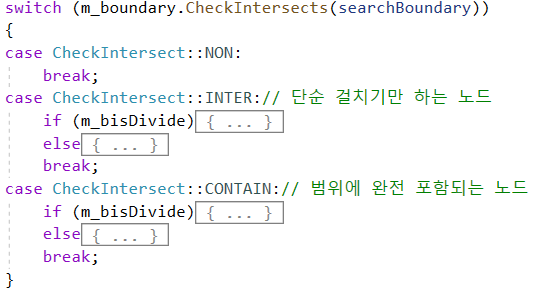 switch (m_boundary.CheckIntersects(searchBoundary))
{
case CheckIntersect::NON:
    break;
case CheckIntersect::INTER:// 단순 걸치기만 하는 노드
    if (m_bisDivide) { ... }
    else { ... }
    break;
case CheckIntersect::CONTAIN:// 범위에 완전 포함되는 노드
    if (m_bisDivide) { ... }
    else { ... }
    break;
}